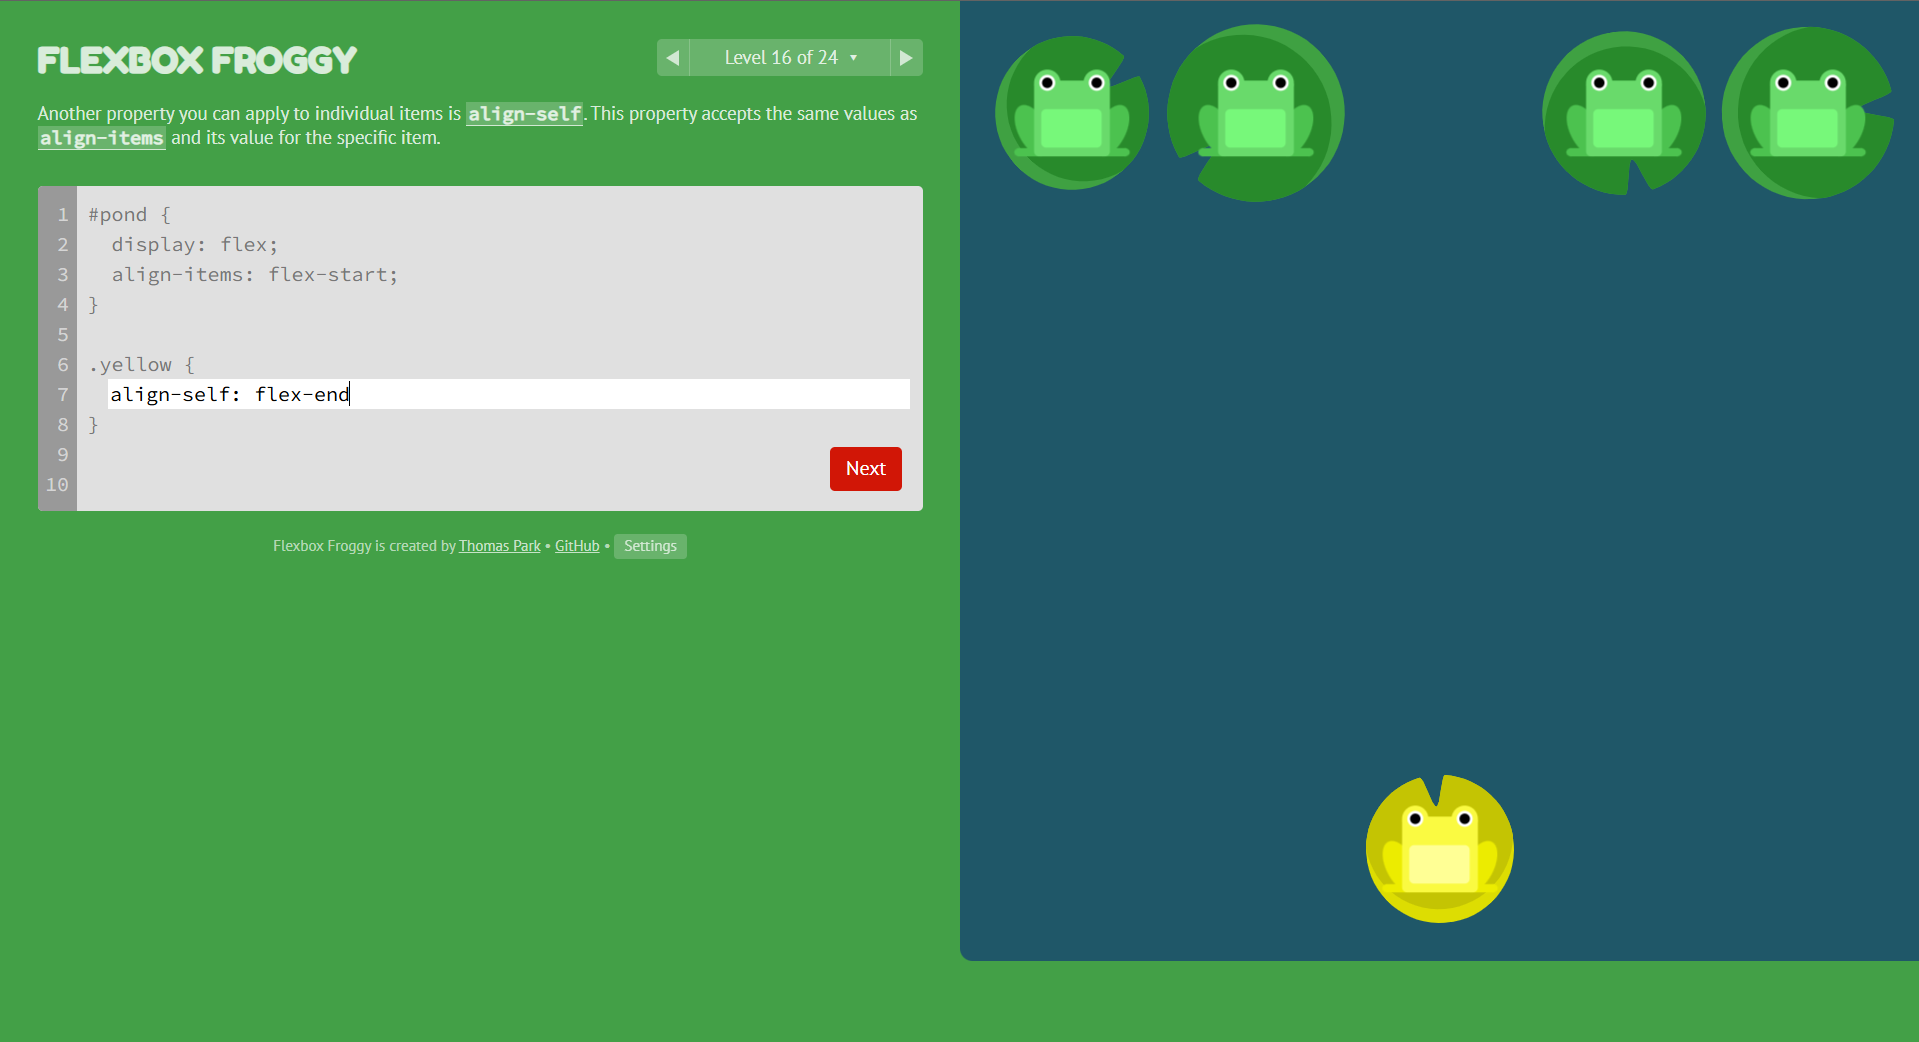 FLEXBOX FROGGY
◀ Level 16 of 24 ▼ ▶
Another property you can apply to individual items is align-self. This property accepts the same values as
align-items and its value for the specific item.
1 #pond {
2 display: flex;
3 align-items: flex-start;
4 }
5
6 .yellow {
7 align-self: flex-end
8 }
9
10
Next
Flexbox Froggy is created by Thomas Park • GitHub • Settings